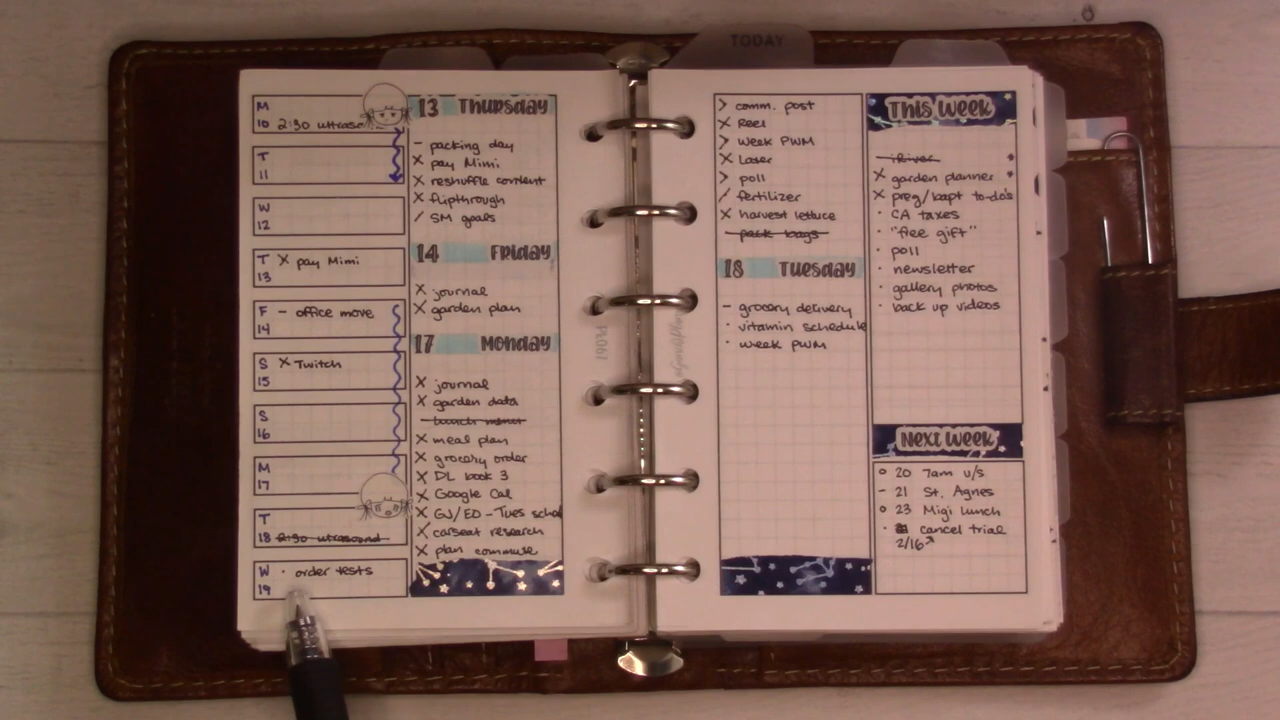 TODAY
M
10 2:30 ultraso
T
11
W
12
T × pay Mimi
13
F - office move
14
S × Twitch
15
S
16
M
17
T
18 2:30 ultrasound
W · order tests
19
13 Thursday
- packing day
× pay Mimi
× reshuffle content
× flipthrough
/ SM goals
14 Friday
× journal
× garden plan
17 Monday
× journal
× garden data
× meal plan
× grocery order
× DL book 3
× Google Cal
× GJ/ED - Tues sched
× carseat research
× plan commute
> comm. post
× Reel
> week PWM
× Laser
> poll
/ fertilizer
× harvest lettuce
pack bags
18 Tuesday
- grocery delivery
· vitamin schedule
· week PWM
This Week
× garden planner *
× preg/bapt to-do's
· CA taxes
· "free gift"
· poll
· newsletter
· gallery photos
· back up videos
Next Week
o 20 7am u/s
- 21 St. Agnes
o 23 Migi lunch
· cancel trial
2/16